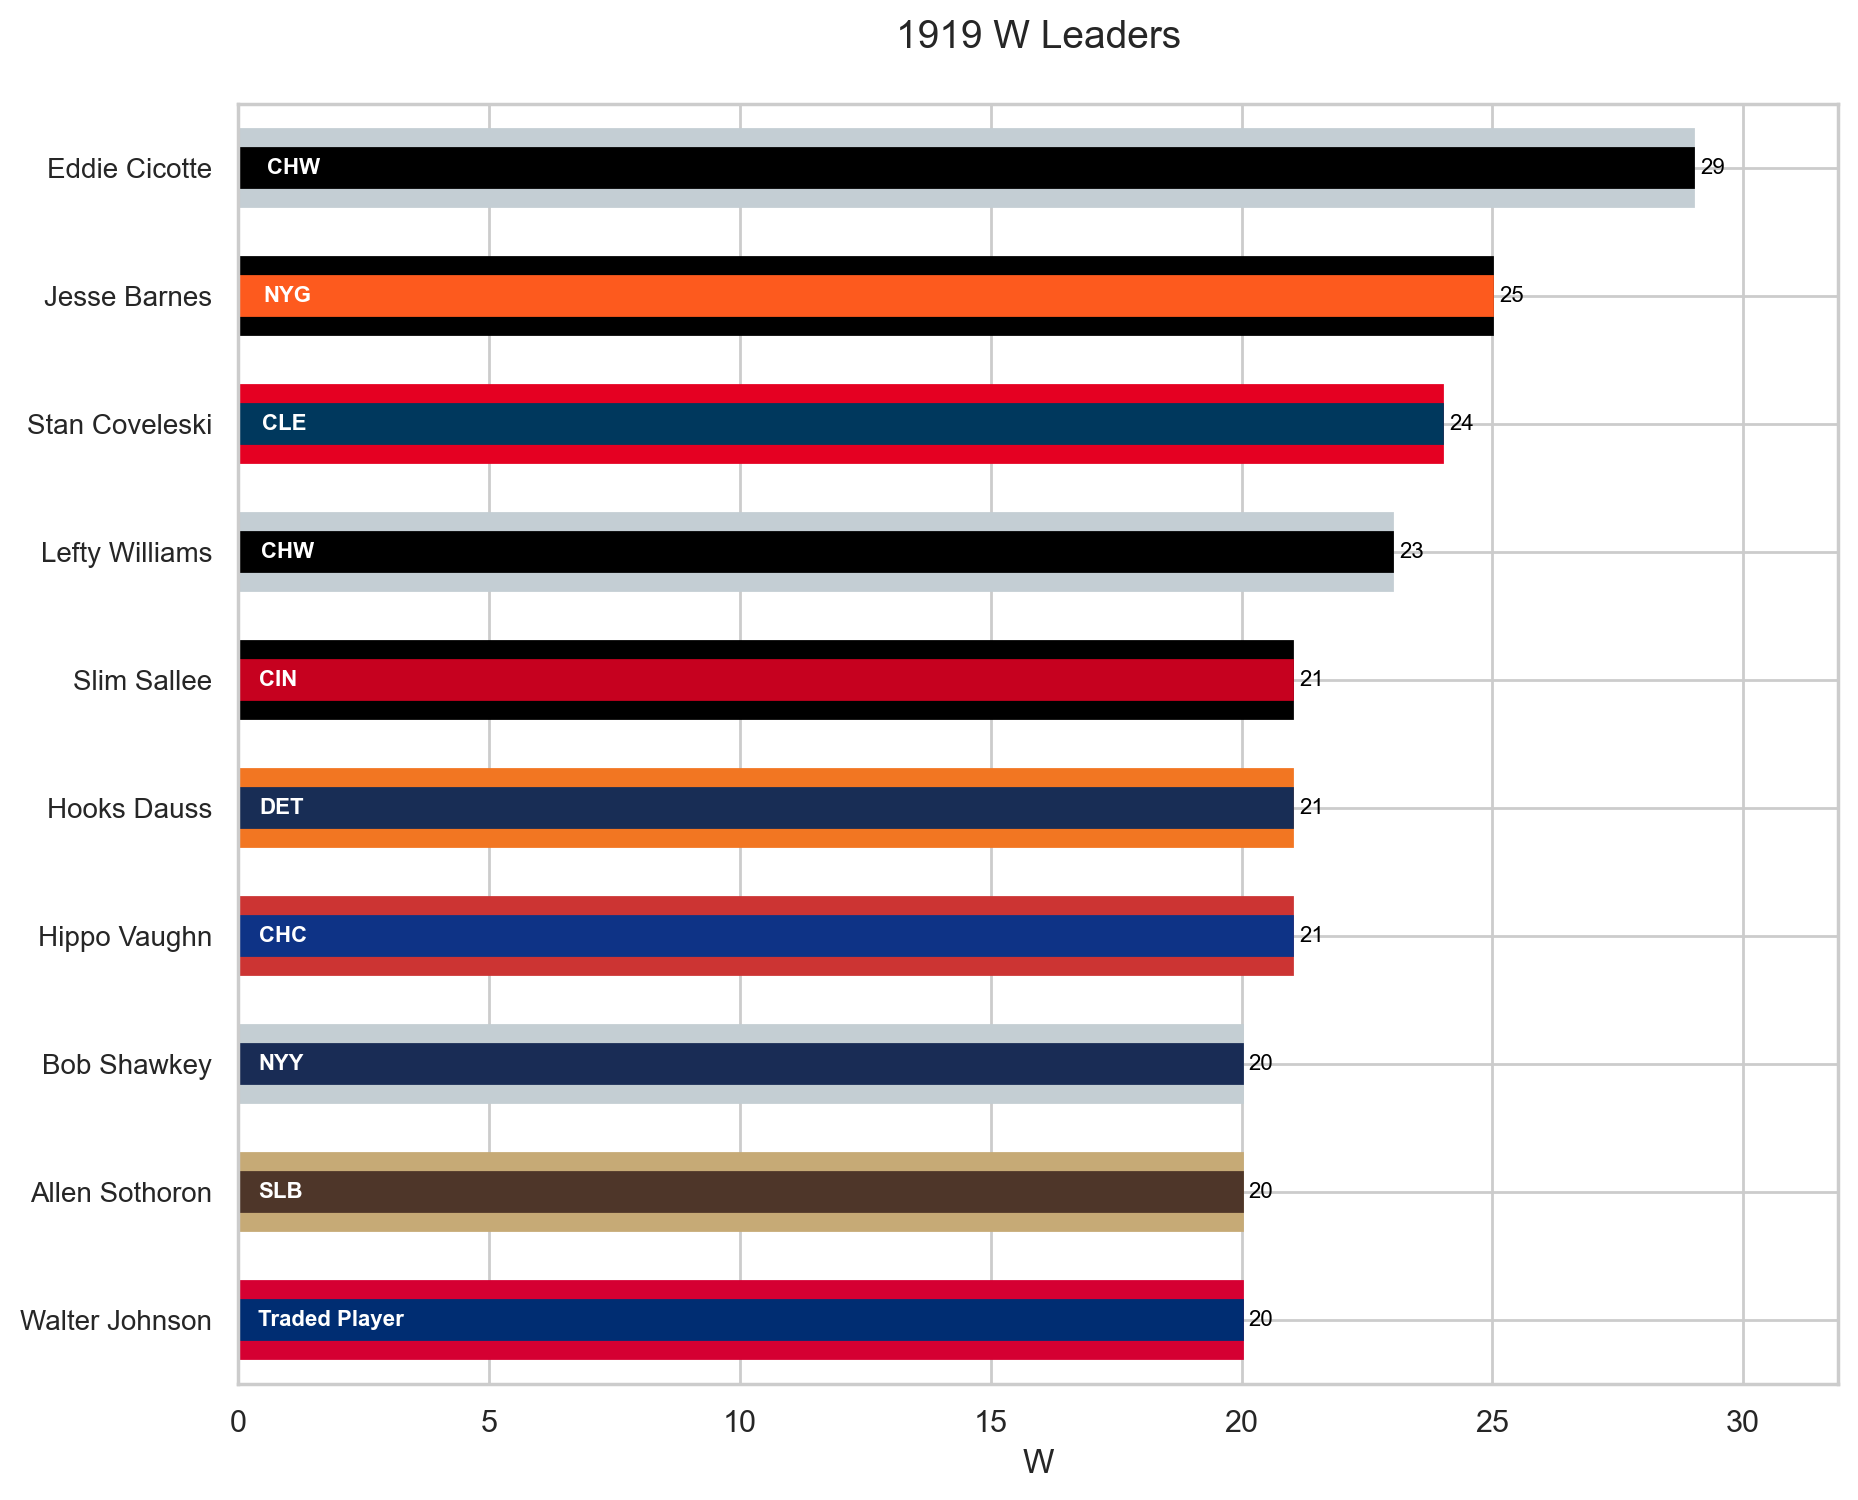 1919 W Leaders
Eddie Cicotte CHW 29
Jesse Barnes NYG 25
Stan Coveleski CLE 24
Lefty Williams CHW 23
Slim Sallee CIN 21
Hooks Dauss DET 21
Hippo Vaughn CHC 21
Bob Shawkey NYY 20
Allen Sothoron SLB 20
Walter Johnson Traded Player 20
0 5 10 15 20 25 30
W